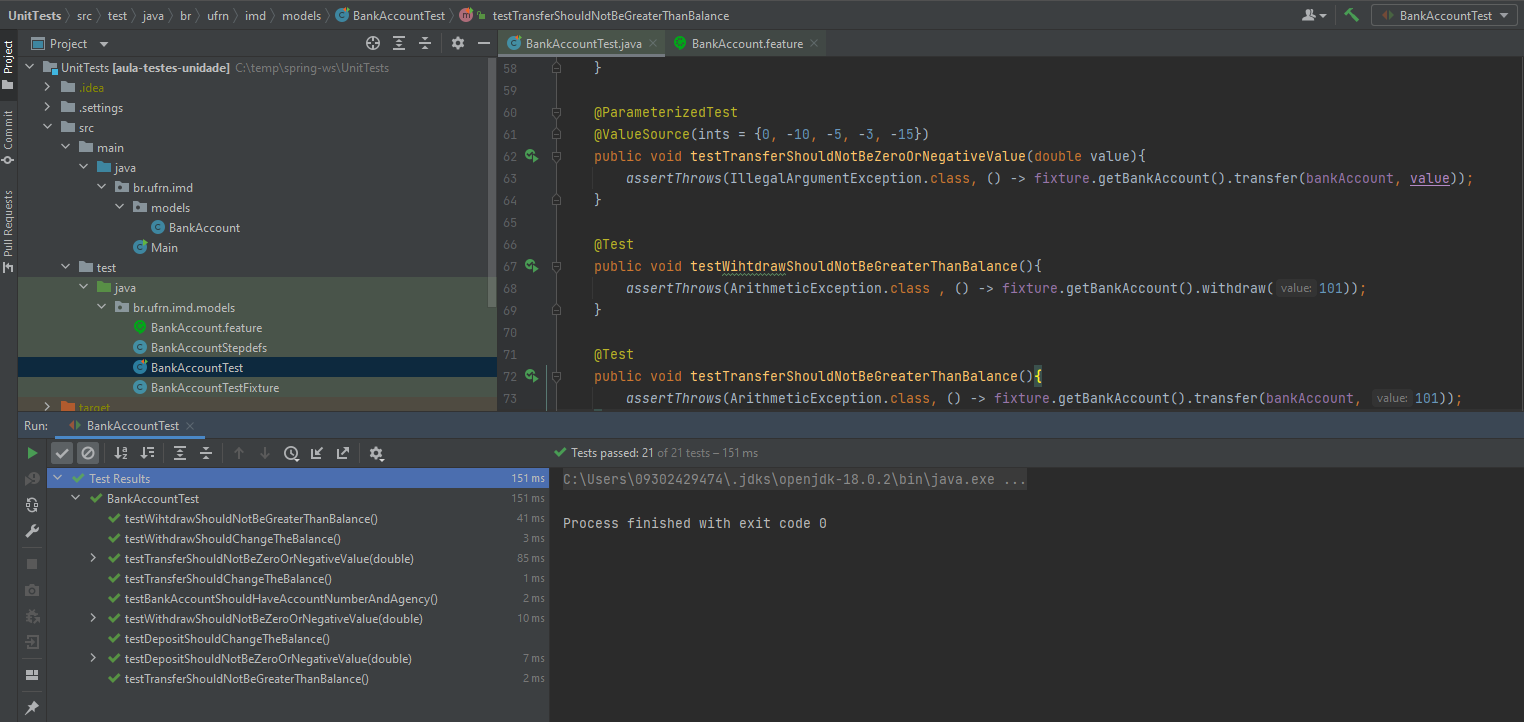 UnitTests src test java br ufrn imd models BankAccountTest testTransferShouldNotBeGreaterThanBalance BankAccountTest
Project
Commit
Pull Requests
Project
UnitTests [aula-testes-unidade] C:\temp\spring-ws\UnitTests
.idea
.settings
src
main
java
br.ufrn.imd
models
BankAccount
Main
test
java
br.ufrn.imd.models
BankAccount.feature
BankAccountStepdefs
BankAccountTest
BankAccountTestFixture
target
BankAccountTest.java BankAccount.feature
58 }
59
60 @ParameterizedTest
61 @ValueSource(ints = {0, -10, -5, -3, -15})
62 public void testTransferShouldNotBeZeroOrNegativeValue(double value){
63 assertThrows(IllegalArgumentException.class, () -> fixture.getBankAccount().transfer(bankAccount, value));
64 }
65
66 @Test
67 public void testWihtdrawShouldNotBeGreaterThanBalance(){
68 assertThrows(ArithmeticException.class , () -> fixture.getBankAccount().withdraw( value: 101));
69 }
70
71 @Test
72 public void testTransferShouldNotBeGreaterThanBalance(){
73 assertThrows(ArithmeticException.class, () -> fixture.getBankAccount().transfer(bankAccount, value: 101));
Run: BankAccountTest
Tests passed: 21 of 21 tests – 151 ms
Test Results 151 ms
BankAccountTest 151 ms
testWihtdrawShouldNotBeGreaterThanBalance() 41 ms
testWithdrawShouldChangeTheBalance() 3 ms
testTransferShouldNotBeZeroOrNegativeValue(double) 85 ms
testTransferShouldChangeTheBalance() 1 ms
testBankAccountShouldHaveAccountNumberAndAgency() 2 ms
testWithdrawShouldNotBeZeroOrNegativeValue(double) 10 ms
testDepositShouldChangeTheBalance()
testDepositShouldNotBeZeroOrNegativeValue(double) 7 ms
testTransferShouldNotBeGreaterThanBalance() 2 ms
C:\Users\09302429474\.jdks\openjdk-18.0.2\bin\java.exe ...
Process finished with exit code 0